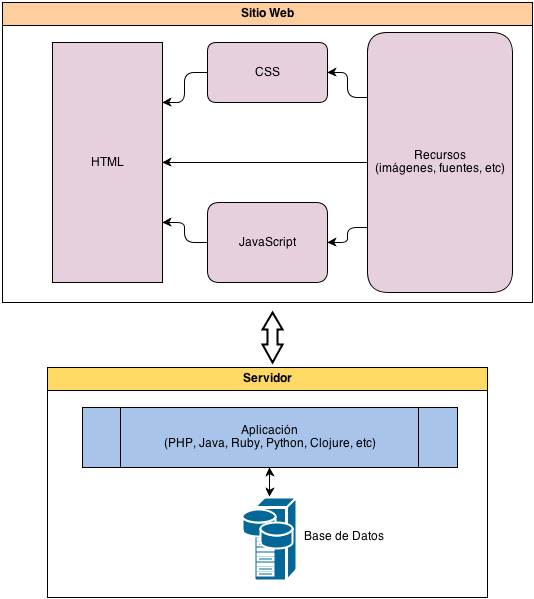 Sitio Web
CSS
HTML
Recursos
(imágenes, fuentes, etc)
JavaScript
Servidor
Aplicación
(PHP, Java, Ruby, Python, Clojure, etc)
Base de Datos